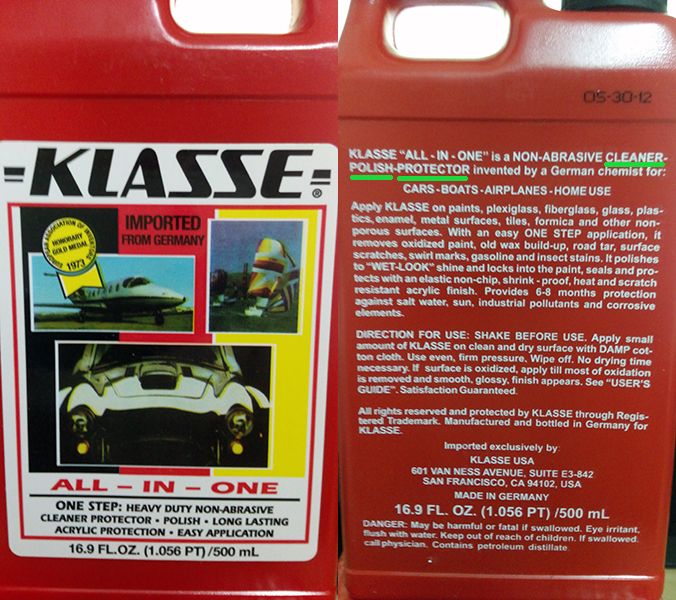 KLASSE®
EUROPEAN ASSOCIATION OF INVENTORS
HONORARY
GOLD MEDAL
1973
IMPORTED
FROM GERMANY
ALL – IN – ONE
ONE STEP: HEAVY DUTY NON-ABRASIVE
CLEANER PROTECTOR • POLISH • LONG LASTING
ACRYLIC PROTECTION • EASY APPLICATION
16.9 FL.OZ. (1.056 PT)/500 mL
OS-30-12
KLASSE "ALL - IN - ONE" is a NON-ABRASIVE CLEANER-
POLISH-PROTECTOR invented by a German chemist for:
CARS-BOATS-AIRPLANES-HOME USE
Apply KLASSE on paints, plexiglass, fiberglass, glass, plas-
tics, enamel, metal surfaces, tiles, formica and other non-
porous surfaces. With an easy ONE STEP application, it
removes oxidized paint, old wax build-up, road tar, surface
scratches, swirl marks, gasoline and insect stains. It polishes
to "WET-LOOK" shine and locks into the paint, seals and pro-
tects with an elastic non-chip, shrink - proof, heat and scratch
resistant acrylic finish. Provides 6-8 months protection
against salt water, sun, industrial pollutants and corrosive
elements.
DIRECTION FOR USE: SHAKE BEFORE USE. Apply small
amount of KLASSE on clean and dry surface with DAMP cot-
ton cloth. Use even, firm pressure. Wipe off. No drying time
necessary. If surface is oxidized, apply till most of oxidation
is removed and smooth, glossy, finish appears. See "USER'S
GUIDE". Satisfaction Guaranteed.
All rights reserved and protected by KLASSE through Regis-
tered Trademark. Manufactured and bottled in Germany for
KLASSE.
Imported exclusively by:
KLASSE USA
601 VAN NESS AVENUE, SUITE E3-842
SAN FRANCISCO, CA 94102, USA
MADE IN GERMANY
16.9 FL. OZ. (1.056 PT) /500 mL
DANGER: May be harmful or fatal if swallowed. Eye irritant,
flush with water. Keep out of reach of children. If swallowed,
call physician. Contains petroleum distillate.